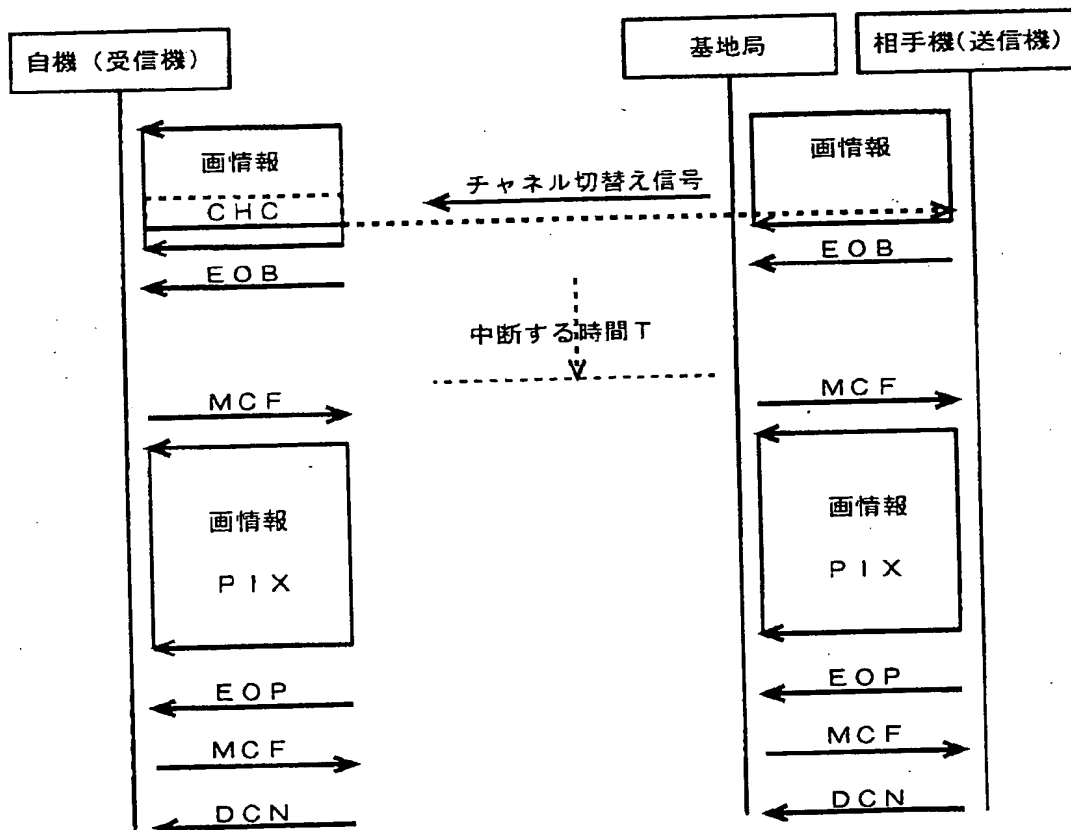 自機（受信機）
基地局
相手機（送信機）
画情報
画情報
チャネル切替え信号
CHC
EOB
EOB
中断する時間T
MCF
MCF
画情報
画情報
PIX
PIX
EOP
EOP
MCF
MCF
DCN
DCN